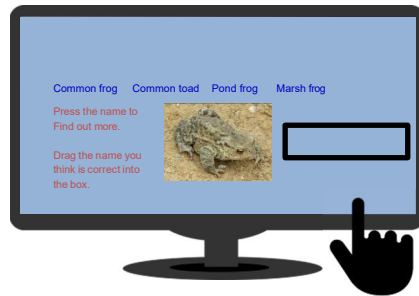 Common frog Common toad Pond frog Marsh frog
Press the name to
Find out more.
Drag the name you
think is correct into
the box.